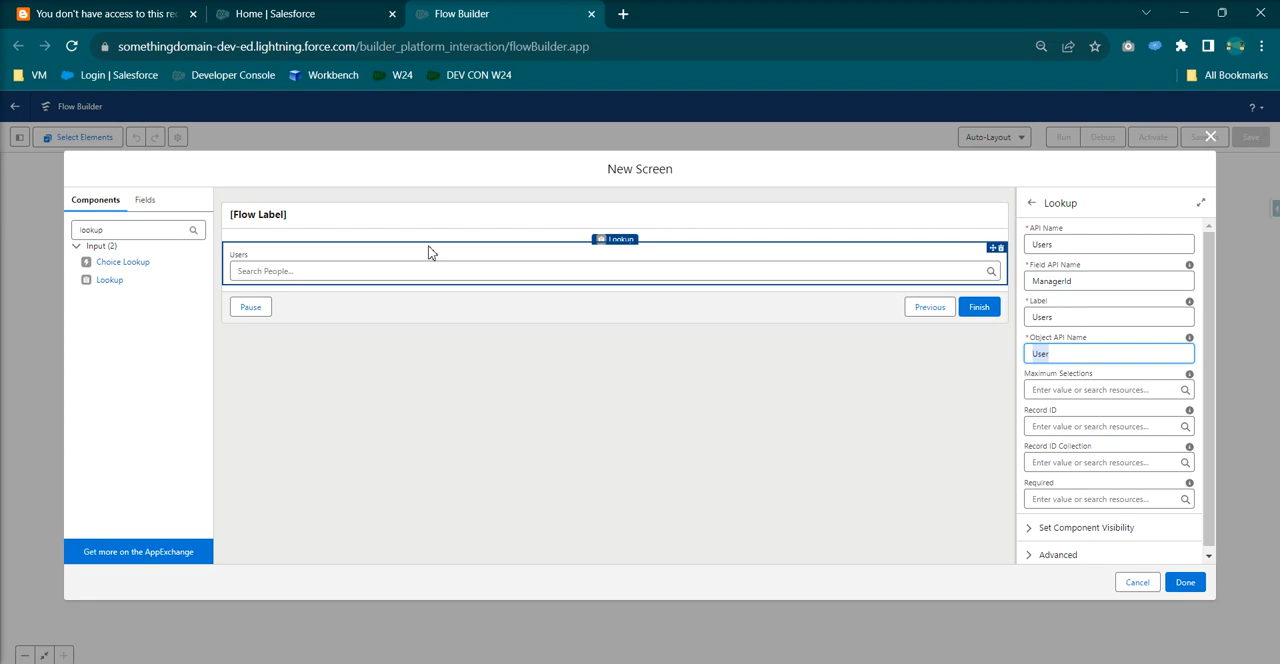 You don't have access to this rec
Home | Salesforce
Flow Builder
somethingdomain-dev-ed.lightning.force.com/builder_platform_interaction/flowBuilder.app
VM
Login | Salesforce
Developer Console
Workbench
W24
DEV CON W24
All Bookmarks
Flow Builder
?
Select Elements
Auto-Layout
Run
Debug
Activate
Save
New Screen
Components
Fields
lookup
Input (2)
Choice Lookup
Lookup
Get more on the AppExchange
[Flow Label]
Lookup
Users
Search People...
Pause
Previous
Finish
Lookup
* API Name
Users
* Field API Name
ManagerId
* Label
Users
* Object API Name
User
Maximum Selections
Enter value or search resources...
Record ID
Enter value or search resources...
Record ID Collection
Enter value or search resources...
Required
Enter value or search resources...
Set Component Visibility
Advanced
Cancel
Done